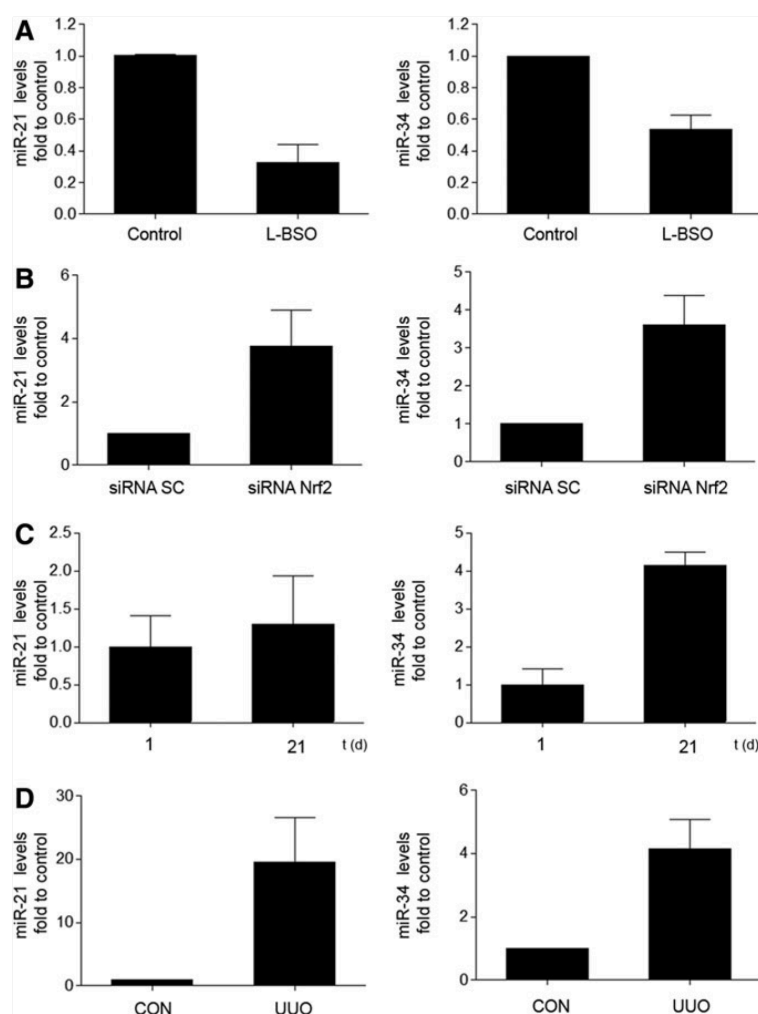 A
miR-21 levels
fold to control
1.2
1.0
0.8
0.6
0.4
0.2
0.0
Control L-BSO
miR-34 levels
fold to control
1.2
1.0
0.8
0.6
0.4
0.2
0.0
Control L-BSO
B
miR-21 levels
fold to control
6
4
2
0
siRNA SC siRNA Nrf2
miR-34 levels
fold to control
5
4
3
2
1
0
siRNA SC siRNA Nrf2
C
miR-21 levels
fold to control
2.5
2.0
1.5
1.0
0.5
0.0
1 21 t (d)
miR-34 levels
fold to control
5
4
3
2
1
0
1 21 t (d)
D
miR-21 levels
fold to control
30
20
10
0
CON UUO
miR-34 levels
fold to control
6
4
2
0
CON UUO